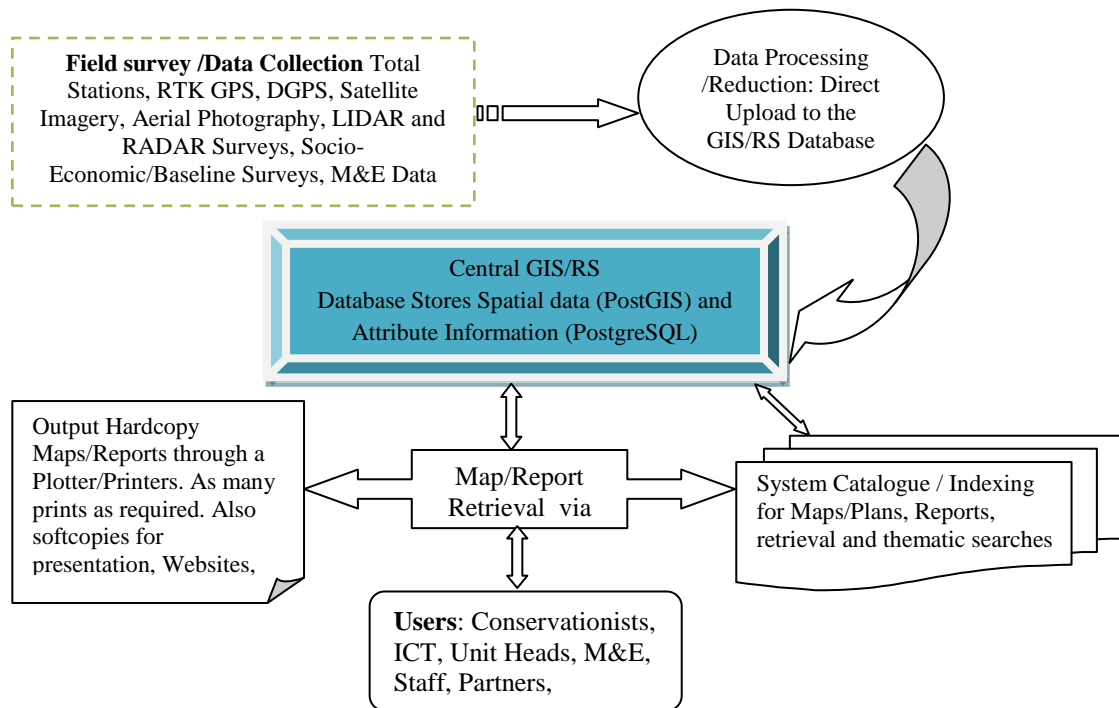 Field survey /Data Collection Total
Stations, RTK GPS, DGPS, Satellite
Imagery, Aerial Photography, LIDAR and
RADAR Surveys, Socio-
Economic/Baseline Surveys, M&E Data
Data Processing
/Reduction: Direct
Upload to the
GIS/RS Database
Central GIS/RS
Database Stores Spatial data (PostGIS) and
Attribute Information (PostgreSQL)
Output Hardcopy
Maps/Reports through a
Plotter/Printers. As many
prints as required. Also
softcopies for
presentation, Websites,
Map/Report
Retrieval via
System Catalogue / Indexing
for Maps/Plans, Reports,
retrieval and thematic searches
Users: Conservationists,
ICT, Unit Heads, M&E,
Staff, Partners,